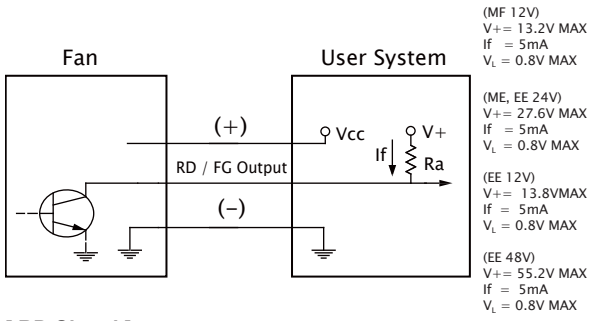 Fan
User System
(+)
Vcc
V+
If
Ra
RD / FG Output
(−)
(MF 12V)
V+= 13.2V MAX
If = 5mA
VL = 0.8V MAX
(ME, EE 24V)
V+= 27.6V MAX
If = 5mA
VL = 0.8V MAX
(EE 12V)
V+= 13.8VMAX
If = 5mA
VL = 0.8V MAX
(EE 48V)
V+= 55.2V MAX
If = 5mA
VL = 0.8V MAX